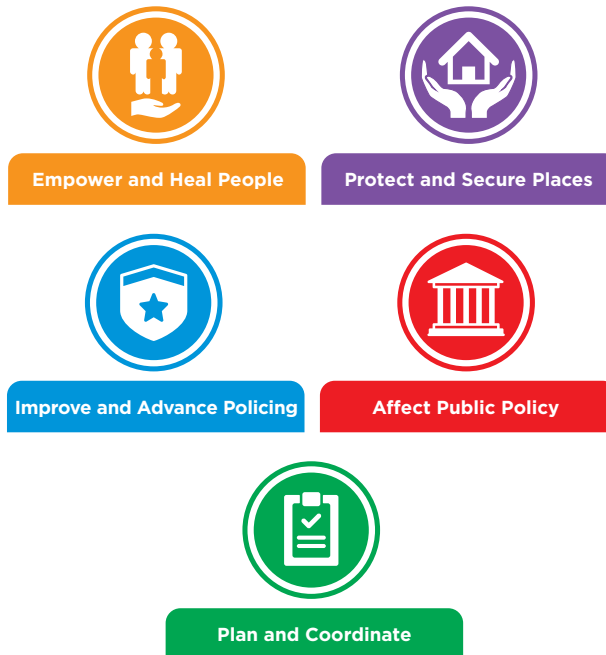 Empower and Heal People
Protect and Secure Places
Improve and Advance Policing
Affect Public Policy
Plan and Coordinate